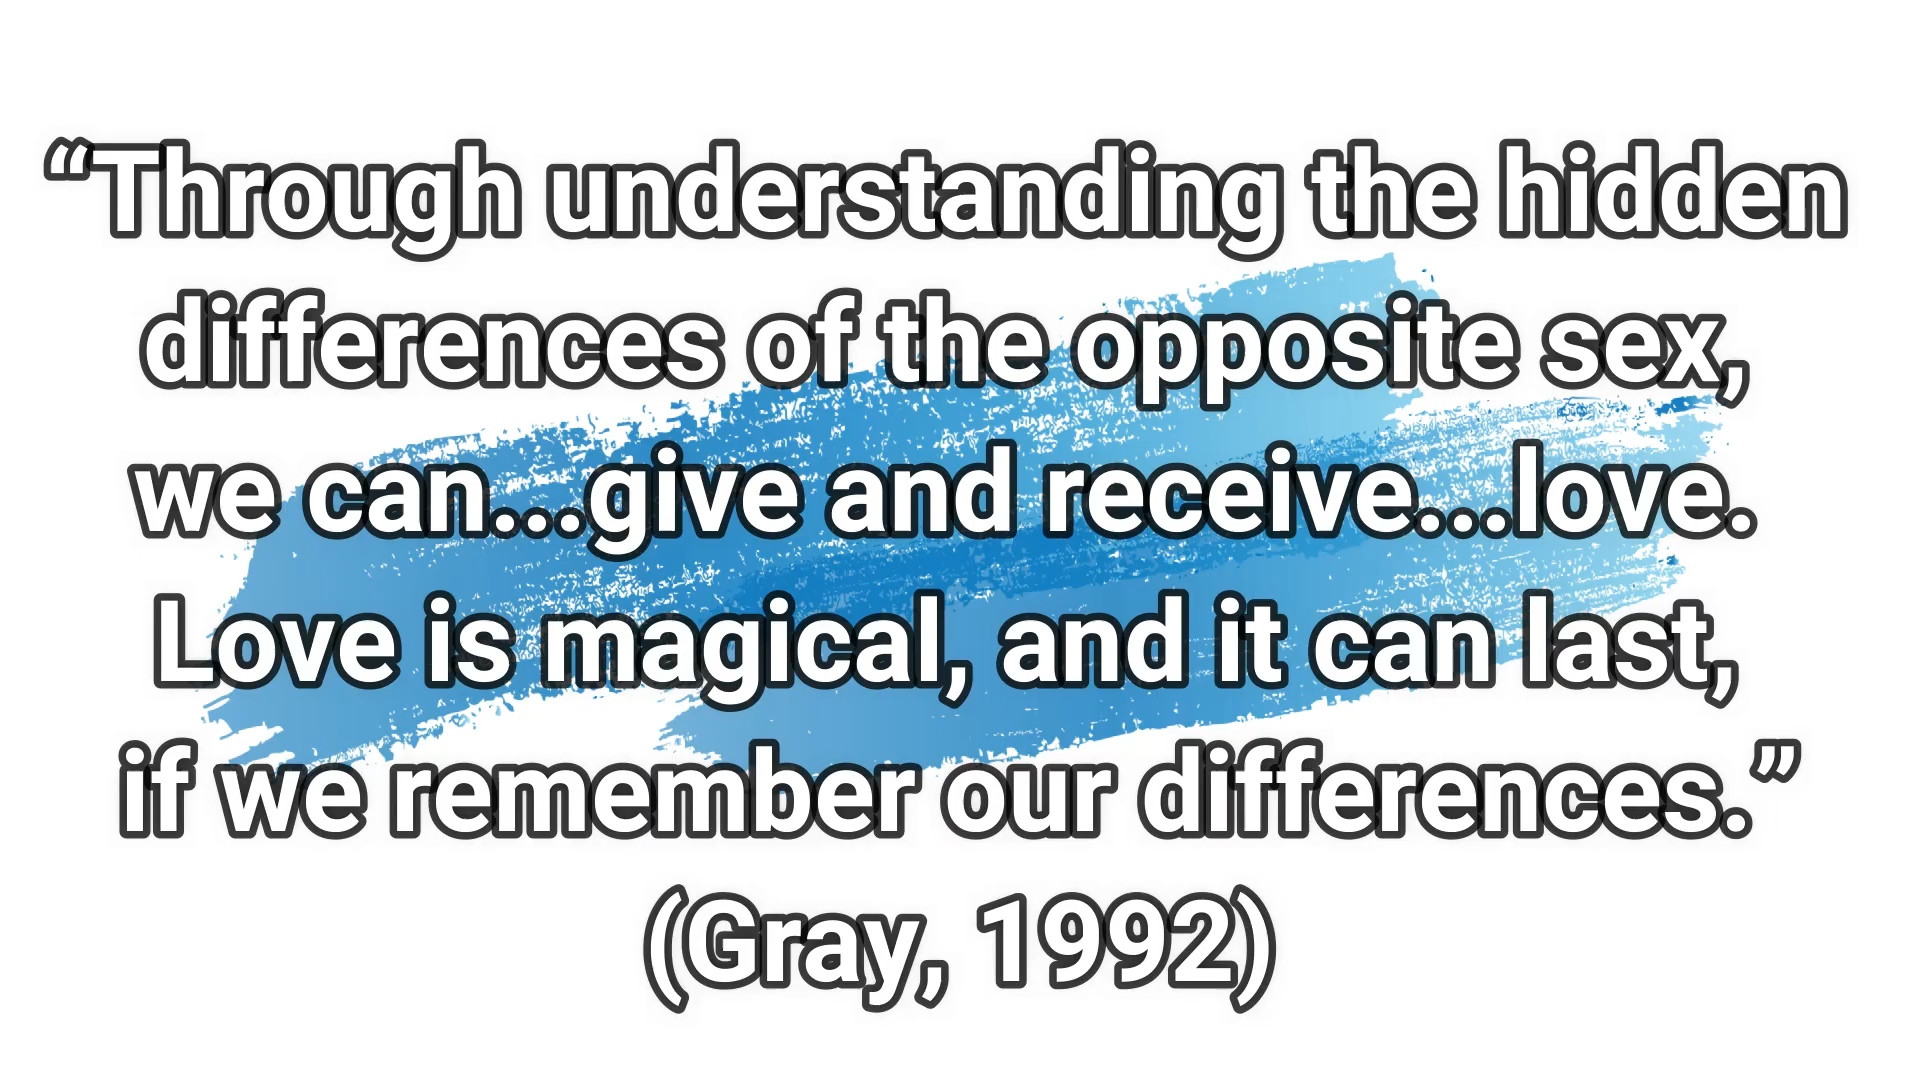 “Through understanding the hidden
differences of the opposite sex,
we can...give and receive...love.
Love is magical, and it can last,
if we remember our differences.”
(Gray, 1992)